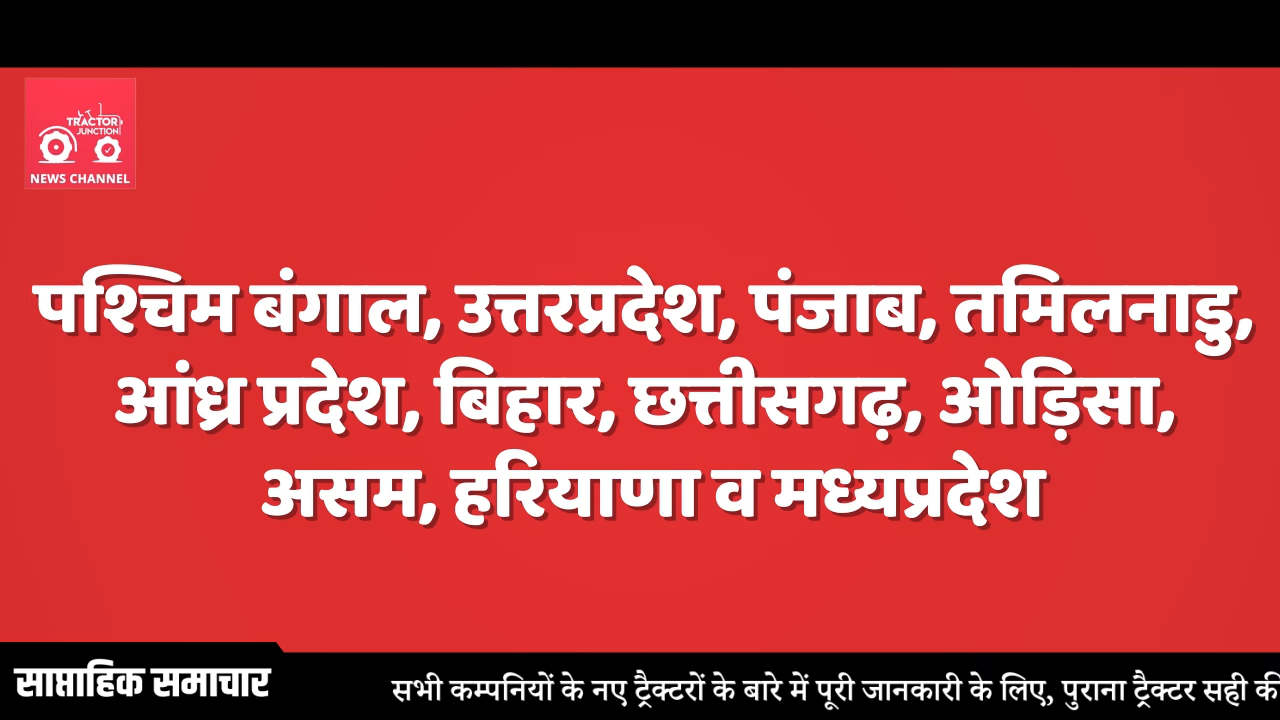 TRACTOR
JUNCTION
NEWS CHANNEL
पश्चिम बंगाल, उत्तरप्रदेश, पंजाब, तमिलनाडु,
आंध्र प्रदेश, बिहार, छत्तीसगढ़, ओड़िसा,
असम, हरियाणा व मध्यप्रदेश
साप्ताहिक समाचार
सभी कम्पनियों के नए ट्रैक्टरों के बारे में पूरी जानकारी के लिए, पुराना ट्रैक्टर सही की